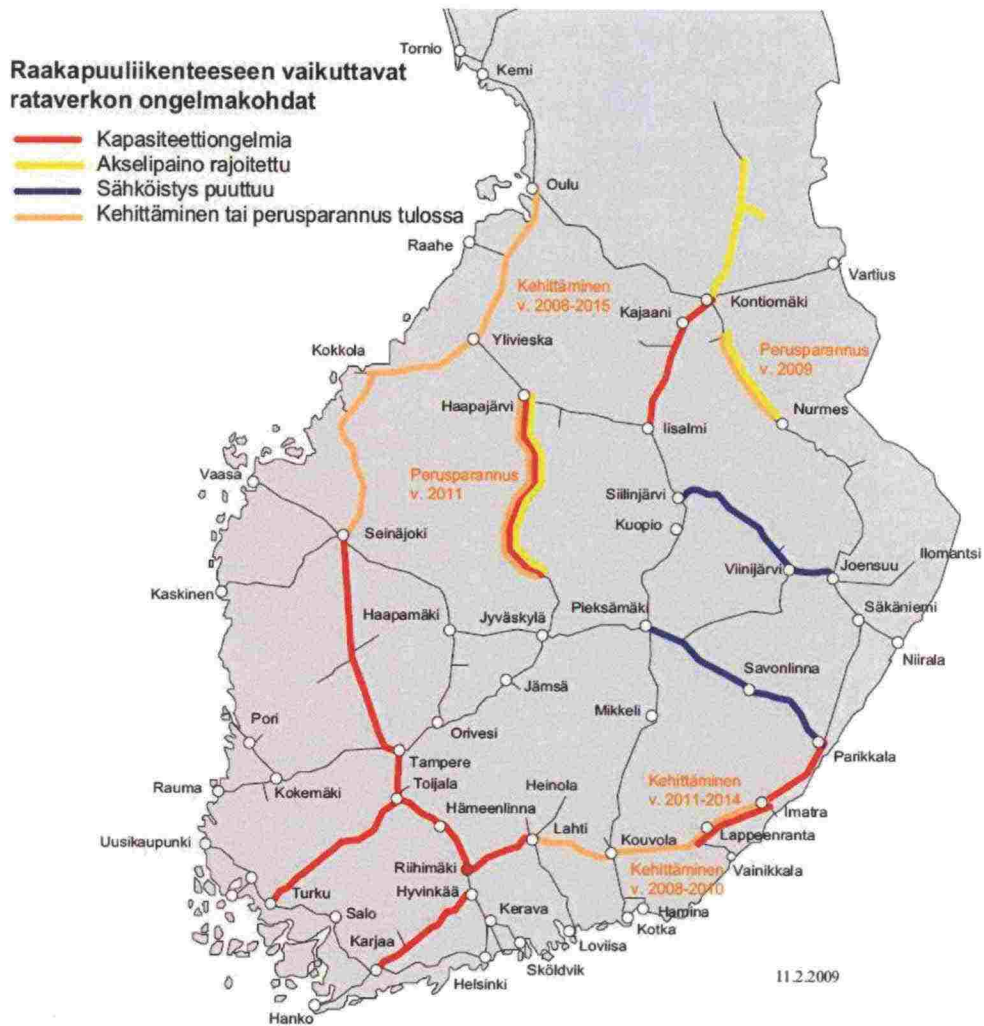 Raakapuuliikenteeseen vaikuttavat
rataverkon ongelmakohdat
Kapasiteettiongelmia
Akselipaino rajoitettu
Sähköistys puuttuu
Kehittäminen tai perusparannus tulossa
Tornio
Kemi
Oulu
Raahe
Vartius
Kehittäminen
v. 2008-2015
Kontiomäki
Kajaani
Ylivieska
Kokkola
Perusparannus
v. 2009
Haapajärvi
Nurmes
Iisalmi
Vaasa
Perusparannus
v. 2011
Siilinjärvi
Kuopio
Seinäjoki
Viinijärvi
Joensuu
Ilomantsi
Kaskinen
Haapamäki
Jyväskylä
Pieksämäki
Säkäniemi
Niirala
Savonlinna
Jämsä
Mikkeli
Pori
Orivesi
Parikkala
Tampere
Rauma
Kokemäki
Toijala
Heinola
Kehittäminen
v. 2011-2014
Imatra
Hämeenlinna
Lahti
Kouvola
Lappeenranta
Uusikaupunki
Riihimäki
Kehittäminen
v. 2008-2010
Vainikkala
Turku
Hyvinkää
Salo
Kerava
Hamina
Kotka
Karjaa
Loviisa
Sköldvik
Helsinki
Hanko
11.2.2009